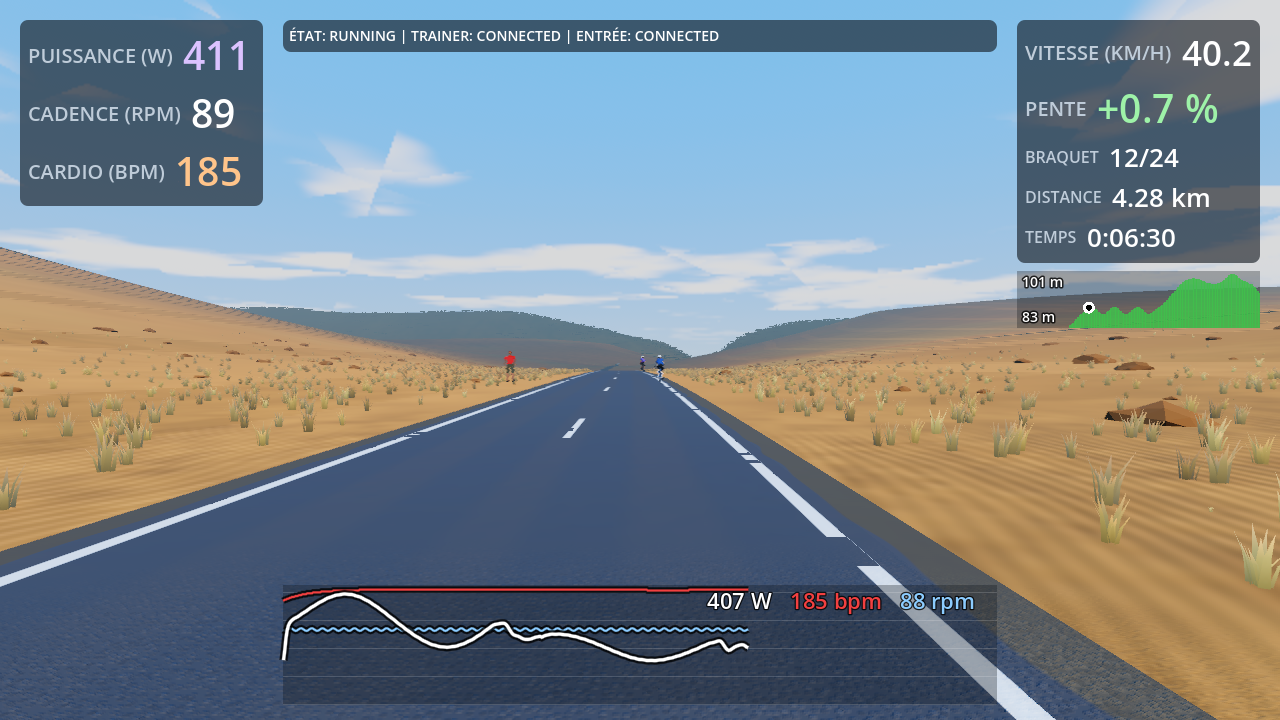 PUISSANCE (W) 411
CADENCE (RPM) 89
CARDIO (BPM) 185
ÉTAT: RUNNING | TRAINER: CONNECTED | ENTRÉE: CONNECTED
VITESSE (KM/H) 40.2
PENTE +0.7 %
BRAQUET 12/24
DISTANCE 4.28 km
TEMPS 0:06:30
101 m
83 m
407 W 185 bpm 88 rpm